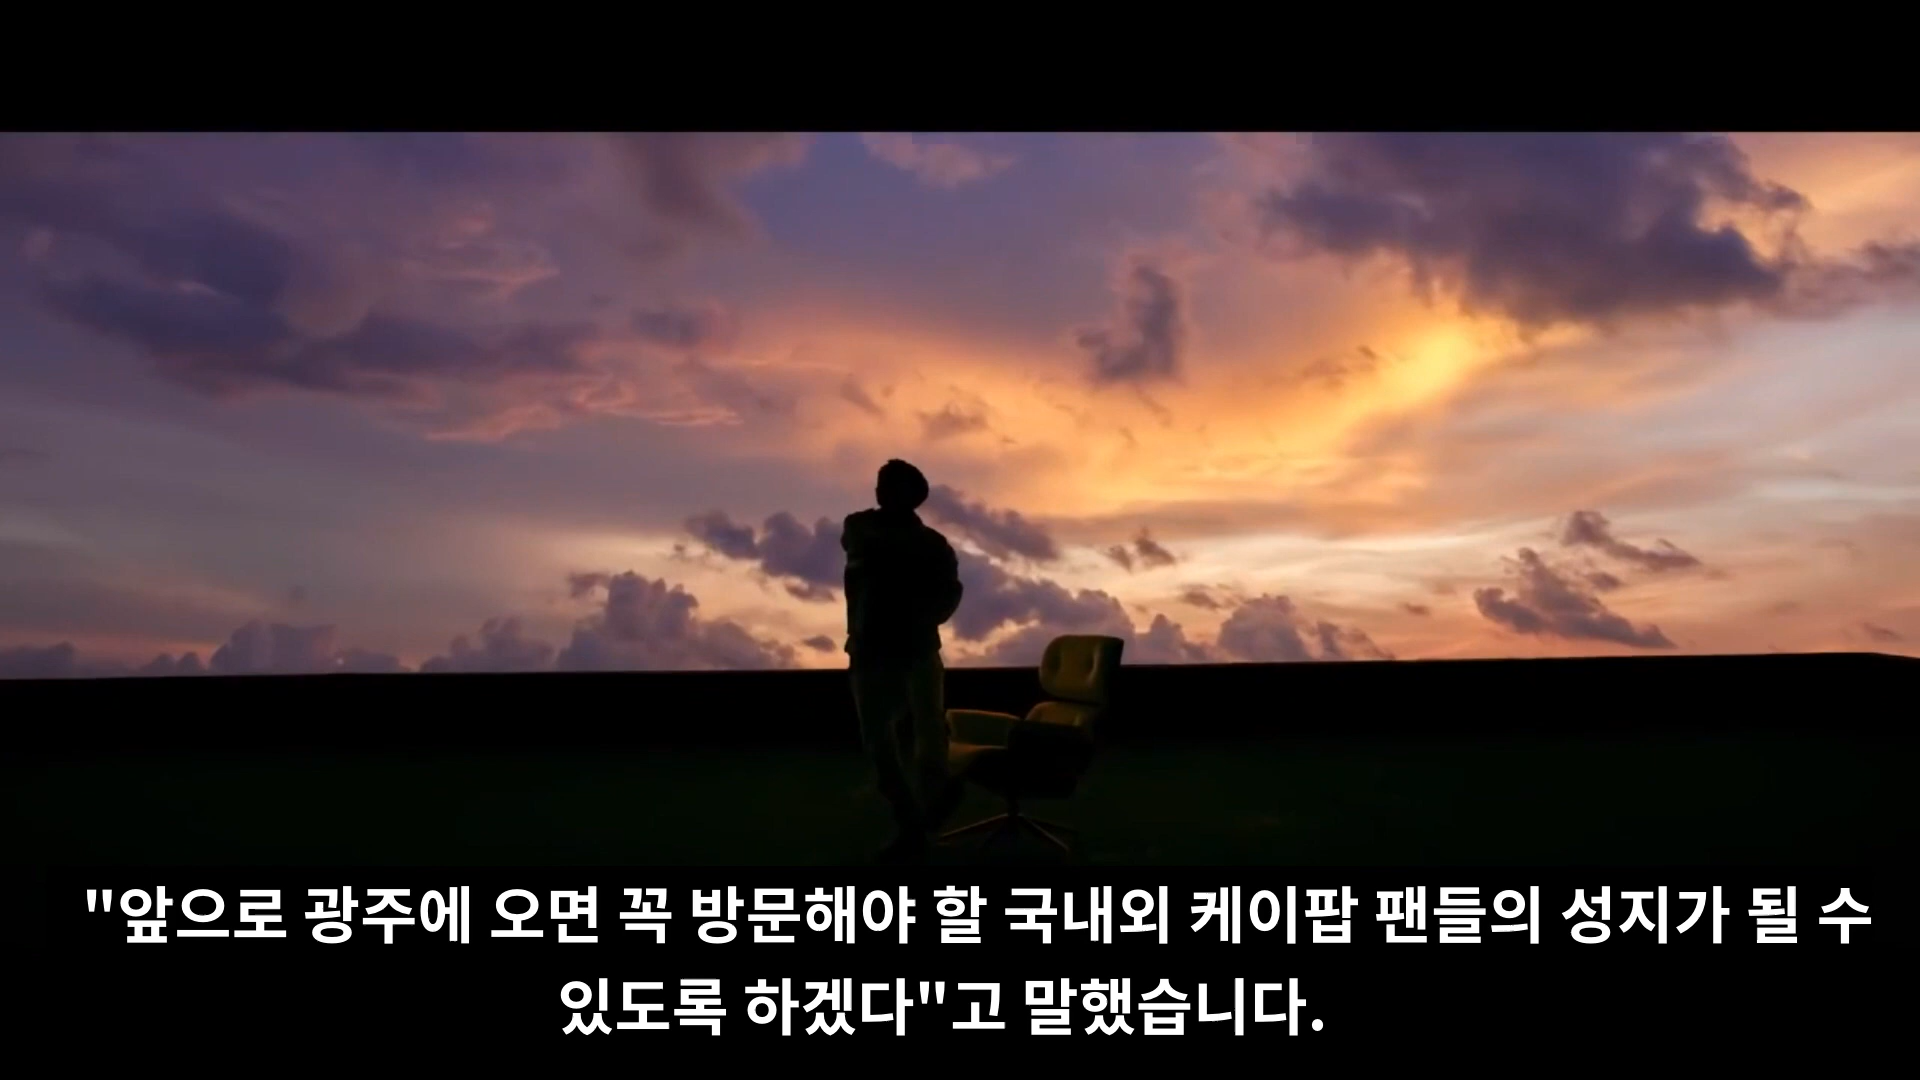 "앞으로 광주에 오면 꼭 방문해야 할 국내외 케이팝 팬들의 성지가 될 수
있도록 하겠다"고 말했습니다.